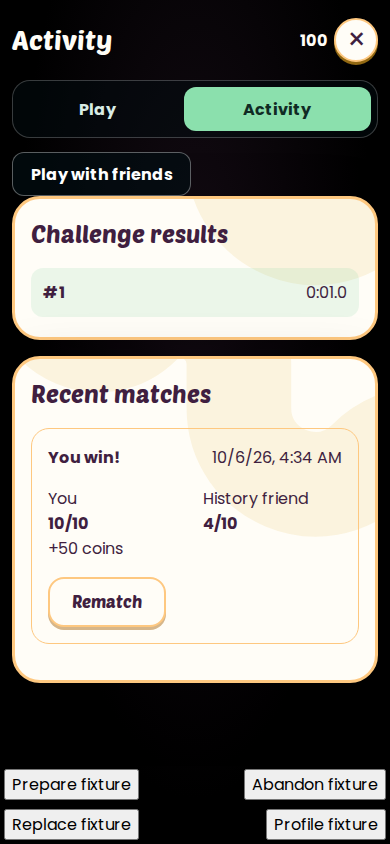 Activity
100
×
Play
Activity
Play with friends
Challenge results
#1 0:01.0
Recent matches
You win! 10/6/26, 4:34 AM
You History friend
10/10 4/10
+50 coins
Rematch
Prepare fixture Abandon fixture
Replace fixture Profile fixture